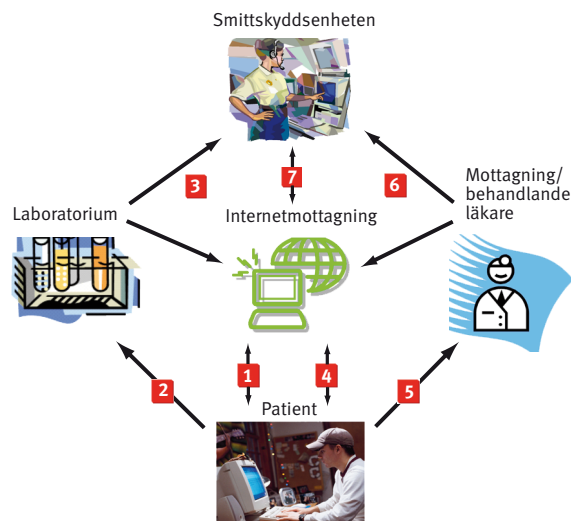 Smittskyddsenheten
3
7
6
Mottagning/
behandlande
läkare
Laboratorium
Internetmottagning
2
1
4
5
Patient